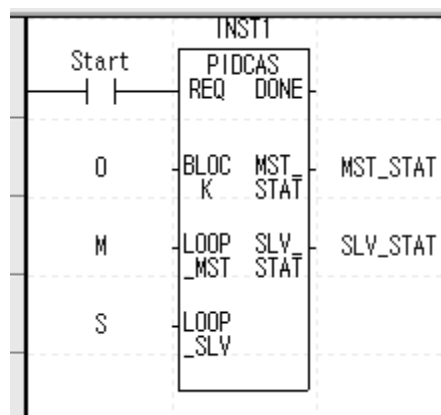 INST1
Start
PIDCAS
REQ DONE
0 BLOC MST_ MST_STAT
K STAT
M LOOP SLV_ SLV_STAT
_MST STAT
S LOOP
_SLV